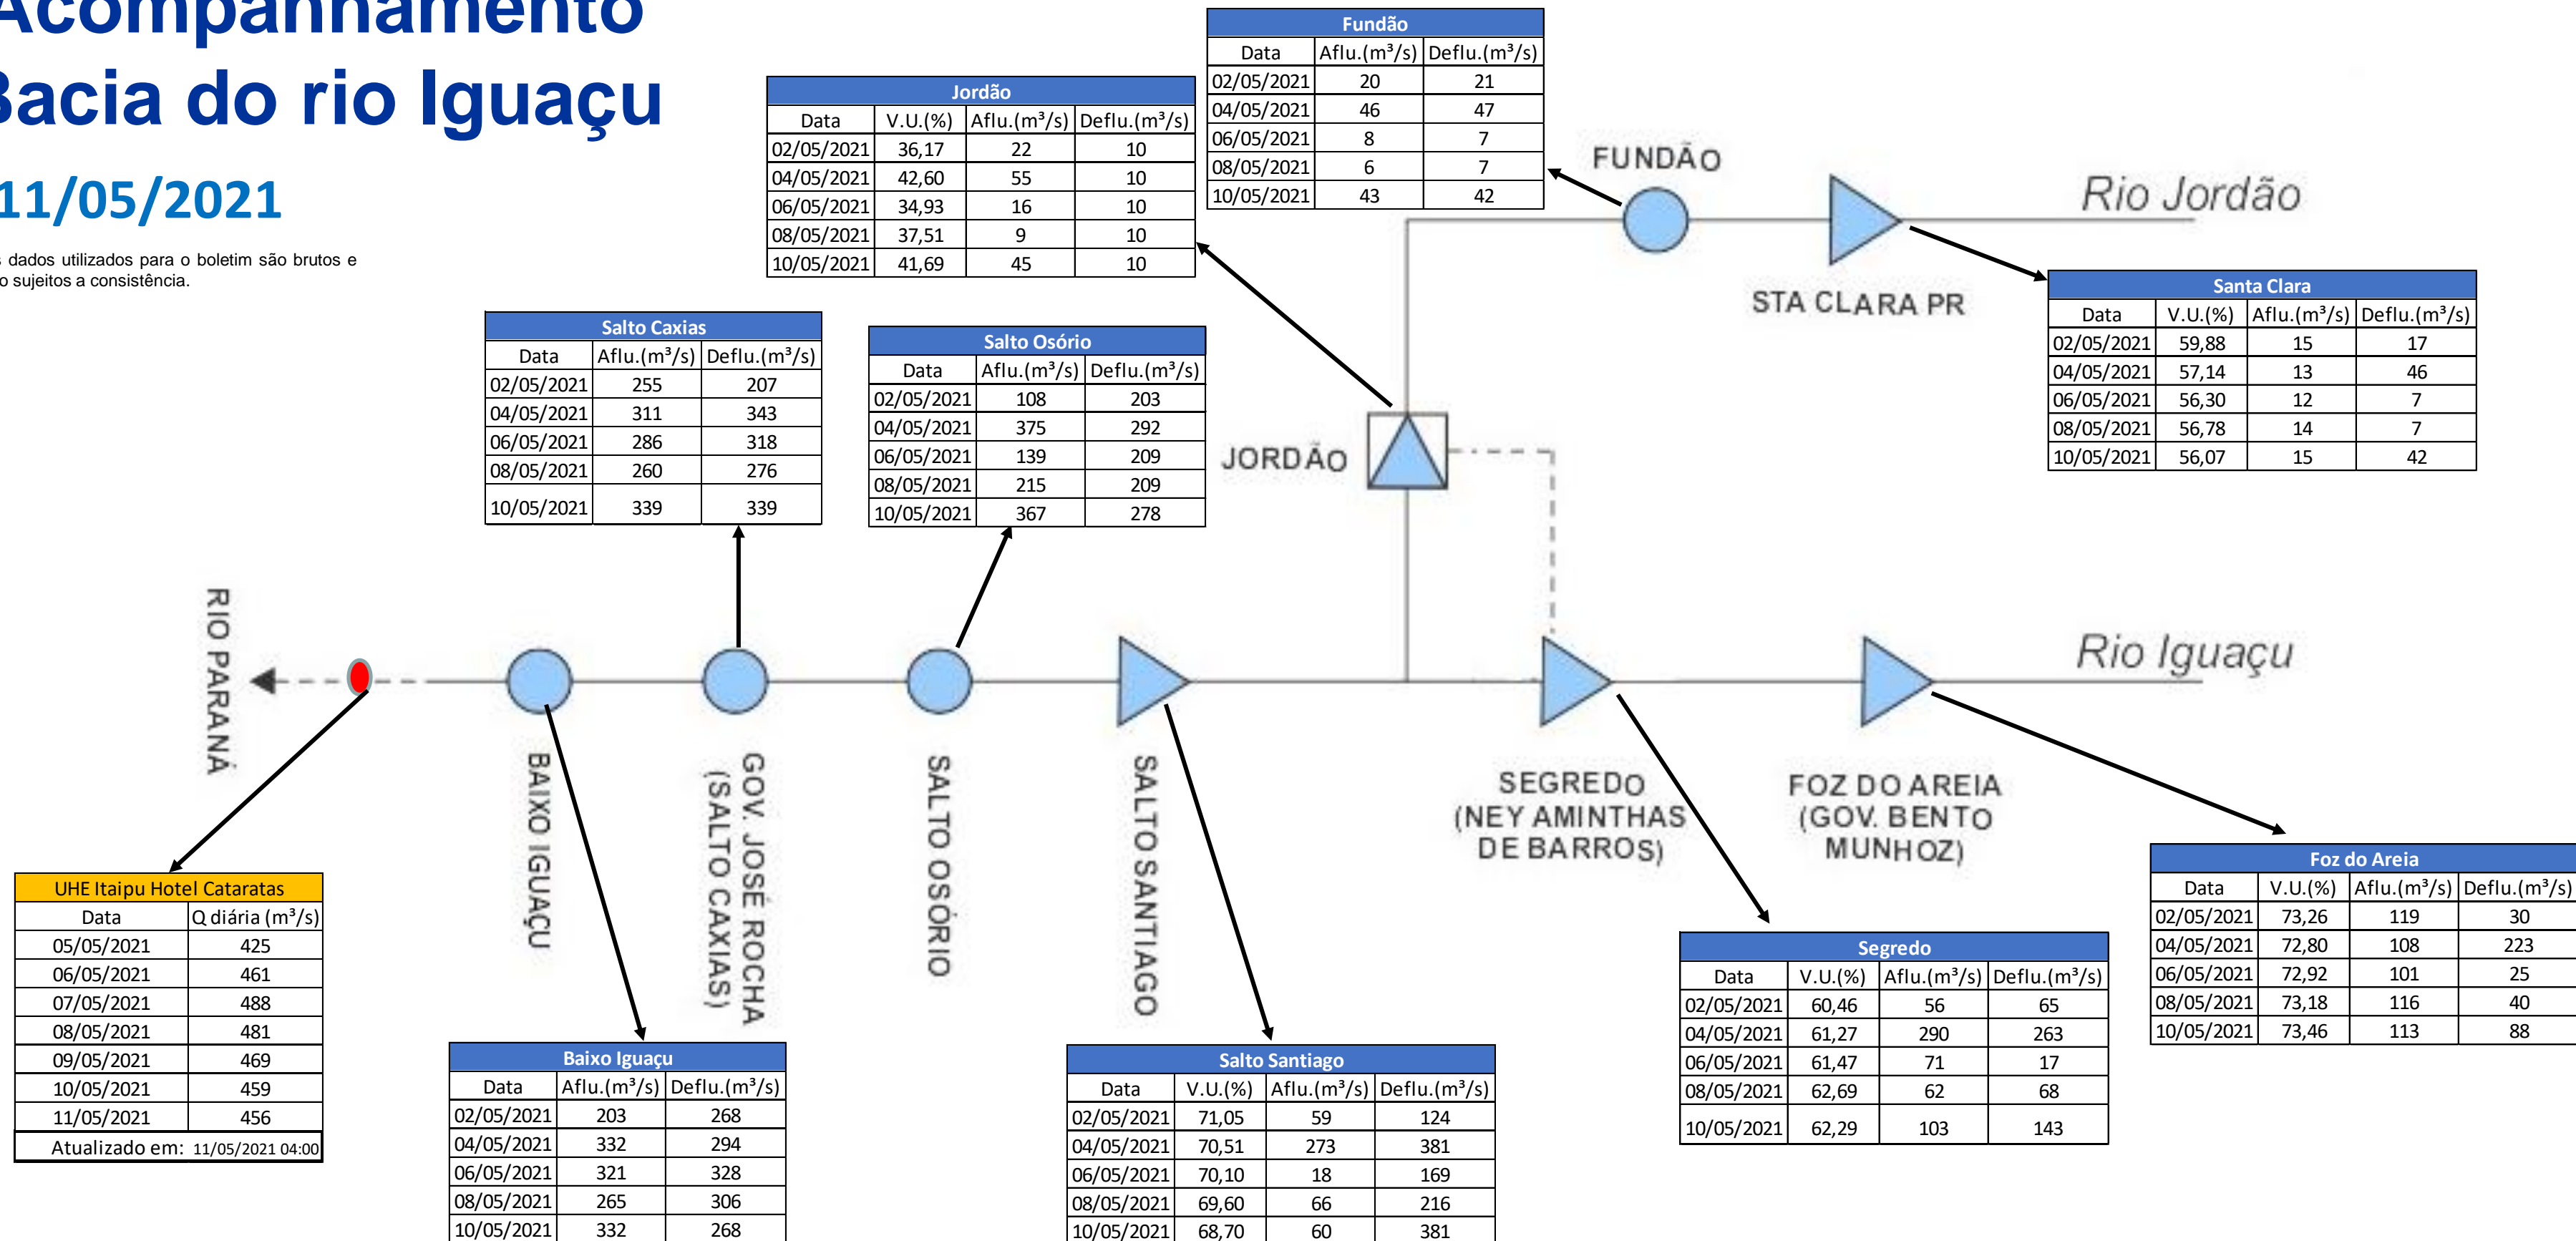 Acompanhamento
Bacia do rio Iguaçu
11/05/2021
s dados utilizados para o boletim são brutos e
o sujeitos a consistência.
Fundão
Data Aflu.(m³/s) Deflu.(m³/s)
02/05/2021 20 21
04/05/2021 46 47
06/05/2021 8 7
08/05/2021 6 7
10/05/2021 43 42
Jordão
Data V.U.(%) Aflu.(m³/s) Deflu.(m³/s)
02/05/2021 36,17 22 10
04/05/2021 42,60 55 10
06/05/2021 34,93 16 10
08/05/2021 37,51 9 10
10/05/2021 41,69 45 10
FUNDÃO
Rio Jordão
STA CLARA PR
Santa Clara
Data V.U.(%) Aflu.(m³/s) Deflu.(m³/s)
02/05/2021 59,88 15 17
04/05/2021 57,14 13 46
06/05/2021 56,30 12 7
08/05/2021 56,78 14 7
10/05/2021 56,07 15 42
Salto Caxias
Data Aflu.(m³/s) Deflu.(m³/s)
02/05/2021 255 207
04/05/2021 311 343
06/05/2021 286 318
08/05/2021 260 276
10/05/2021 339 339
Salto Osório
Data Aflu.(m³/s) Deflu.(m³/s)
02/05/2021 108 203
04/05/2021 375 292
06/05/2021 139 209
08/05/2021 215 209
10/05/2021 367 278
JORDÃO
RIO PARANÁ
Rio Iguaçu
BAIXO IGUAÇU
GOV. JOSÉ ROCHA
(SALTO CAXIAS)
SALTO OSÓRIO
SALTO SANTIAGO
SEGREDO
(NEY AMINTHAS
DE BARROS)
FOZ DO AREIA
(GOV. BENTO
MUNHOZ)
UHE Itaipu Hotel Cataratas
Data Q diária (m³/s)
05/05/2021 425
06/05/2021 461
07/05/2021 488
08/05/2021 481
09/05/2021 469
10/05/2021 459
11/05/2021 456
Atualizado em: 11/05/2021 04:00
Baixo Iguaçu
Data Aflu.(m³/s) Deflu.(m³/s)
02/05/2021 203 268
04/05/2021 332 294
06/05/2021 321 328
08/05/2021 265 306
10/05/2021 332 268
Salto Santiago
Data V.U.(%) Aflu.(m³/s) Deflu.(m³/s)
02/05/2021 71,05 59 124
04/05/2021 70,51 273 381
06/05/2021 70,10 18 169
08/05/2021 69,60 66 216
10/05/2021 68,70 60 381
Segredo
Data V.U.(%) Aflu.(m³/s) Deflu.(m³/s)
02/05/2021 60,46 56 65
04/05/2021 61,27 290 263
06/05/2021 61,47 71 17
08/05/2021 62,69 62 68
10/05/2021 62,29 103 143
Foz do Areia
Data V.U.(%) Aflu.(m³/s) Deflu.(m³/s)
02/05/2021 73,26 119 30
04/05/2021 72,80 108 223
06/05/2021 72,92 101 25
08/05/2021 73,18 116 40
10/05/2021 73,46 113 88